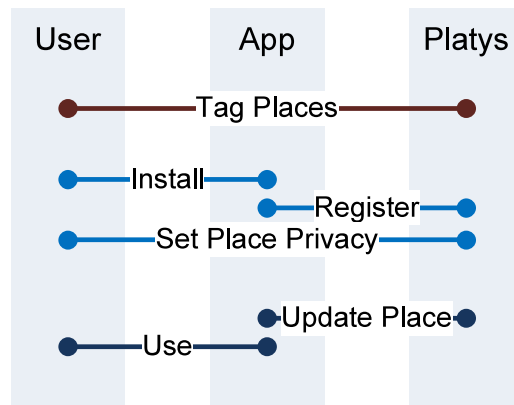 User App Platys
Tag Places
Install
Register
Set Place Privacy
Update Place
Use